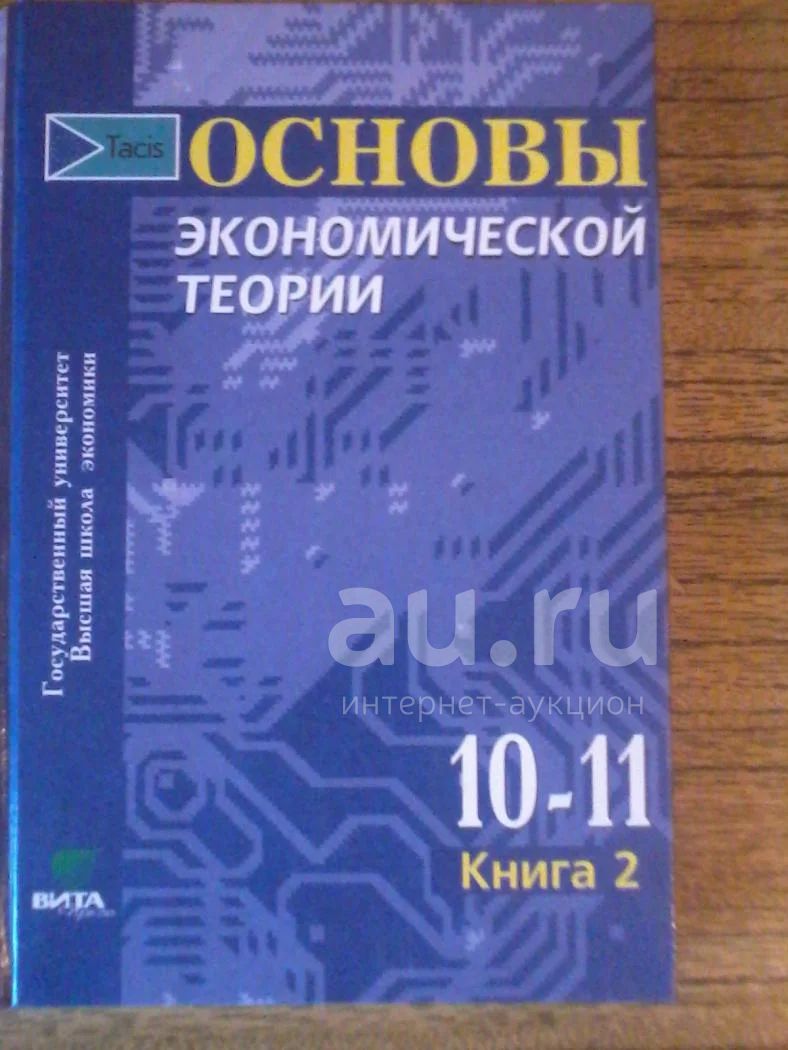 Tacis
ОСНОВЫ
ЭКОНОМИЧЕСКОЙ
ТЕОРИИ
Государственный университет
Высшая школа экономики
au.ru
интернет-аукцион
10-11
Книга 2
ВИТА